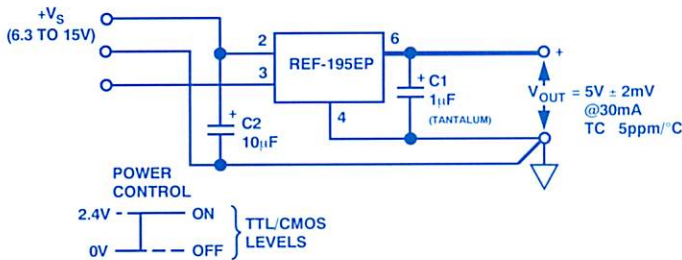 +VS
(6.3 TO 15V)
2
3
REF-195EP
6
4
+
C1
1µF
(TANTALUM)
+
C2
10µF
+
VOUT = 5V ± 2mV
@30mA
TC 5ppm/°C
POWER
CONTROL
2.4V
ON
0V
OFF
TTL/CMOS
LEVELS